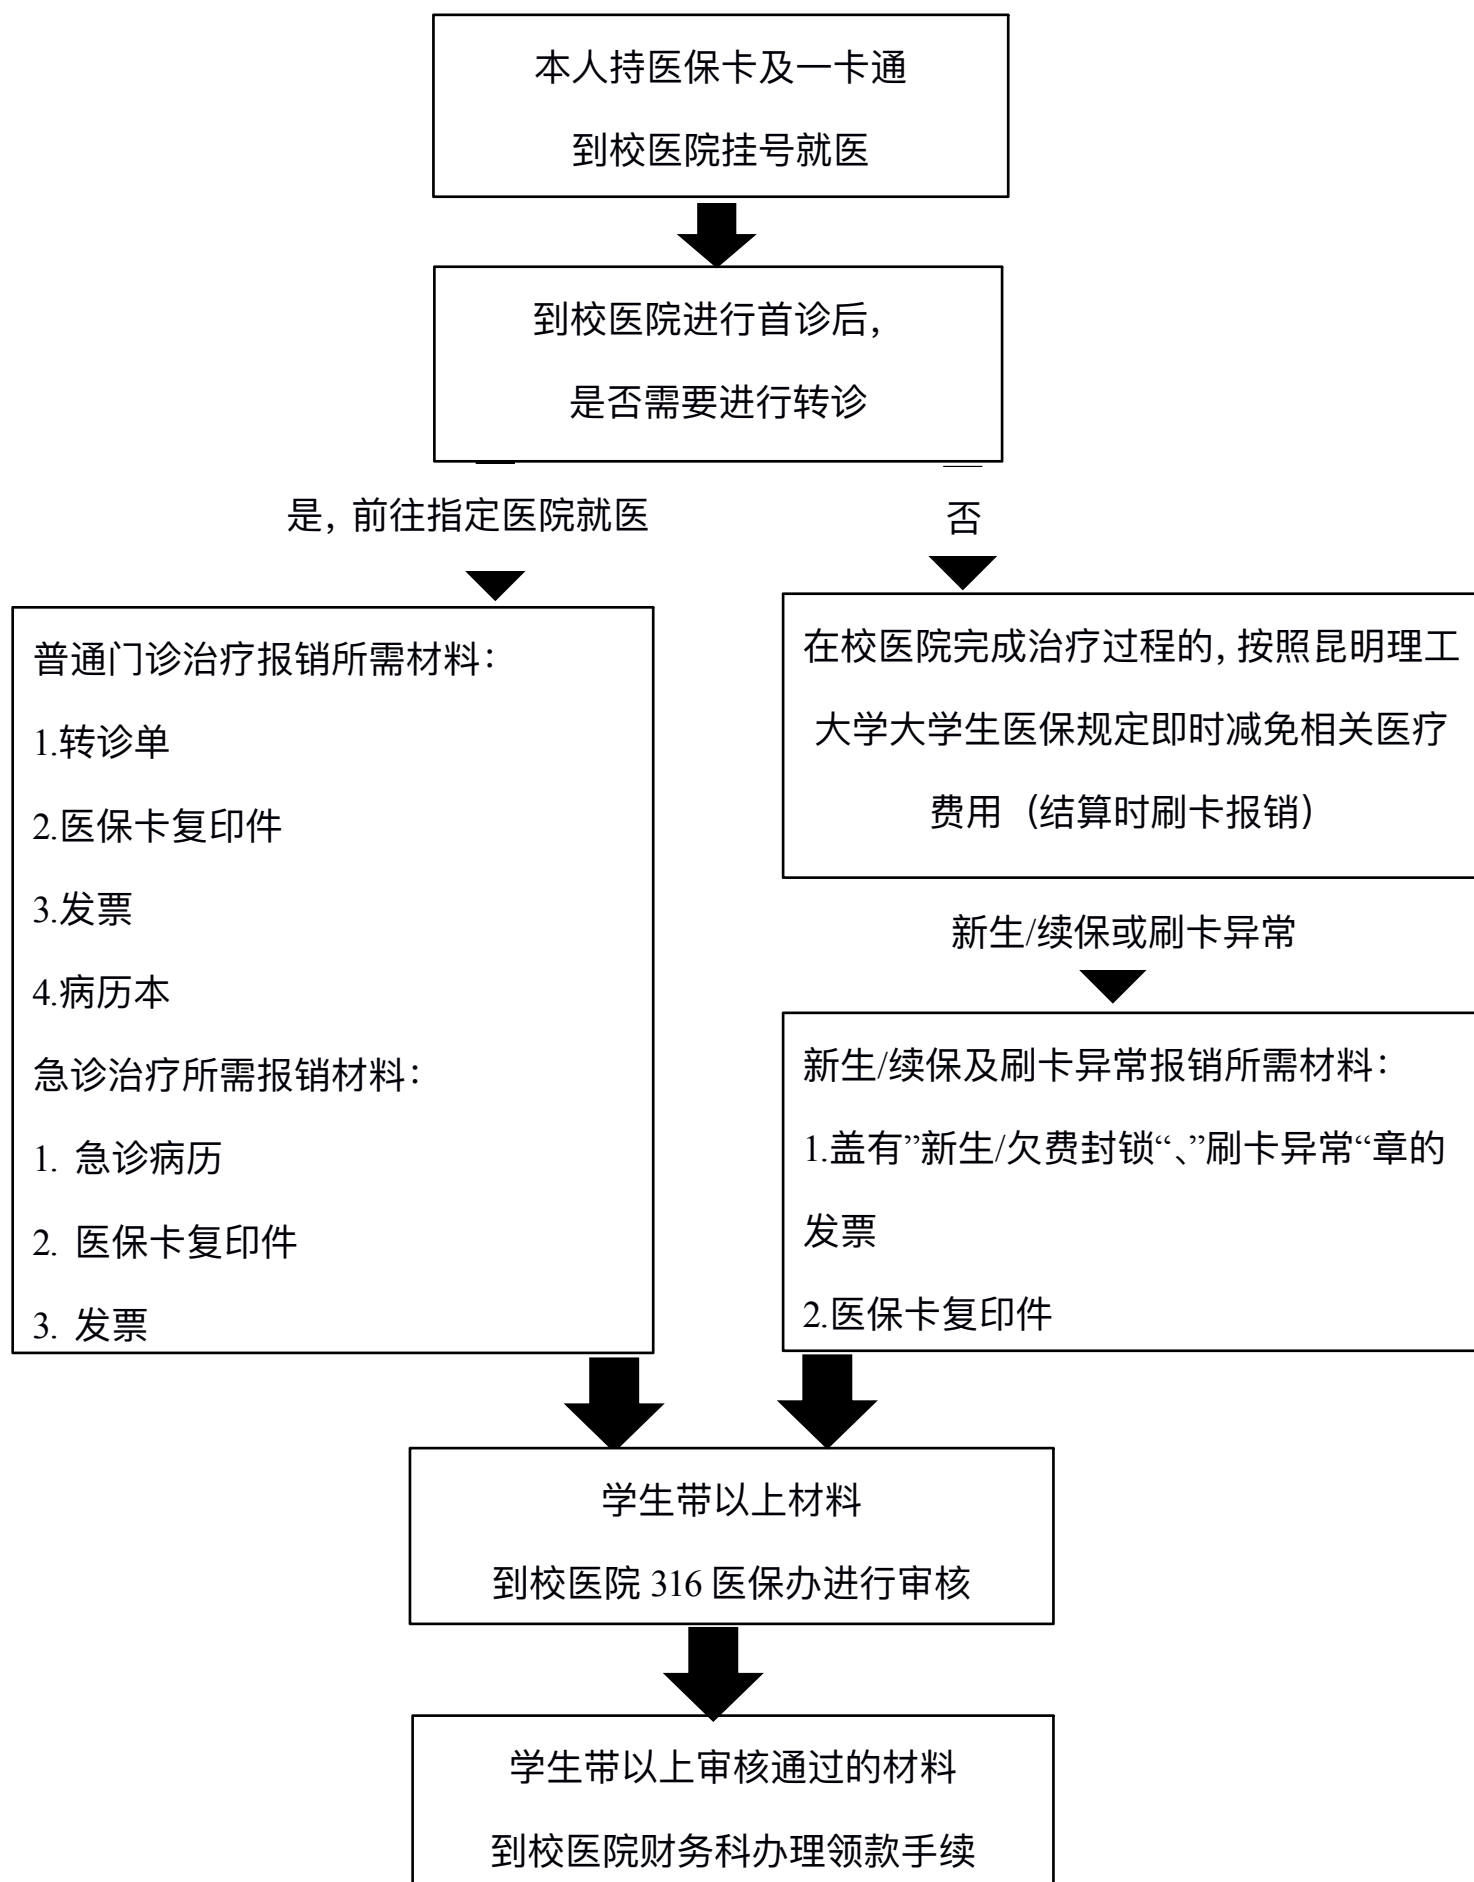 本人持医保卡及一卡通
到校医院挂号就医
到校医院进行首诊后，
是否需要进行转诊
是，前往指定医院就医
否
普通门诊治疗报销所需材料：
1.转诊单
2.医保卡复印件
3.发票
4.病历本
急诊治疗所需报销材料：
1. 急诊病历
2. 医保卡复印件
3. 发票
在校医院完成治疗过程的，按照昆明理工
大学大学生医保规定即时减免相关医疗
费用（结算时刷卡报销）
新生/续保或刷卡异常
新生/续保及刷卡异常报销所需材料：
1.盖有”新生/欠费封锁“、”刷卡异常“章的
发票
2.医保卡复印件
学生带以上材料
到校医院 316 医保办进行审核
学生带以上审核通过的材料
到校医院财务科办理领款手续